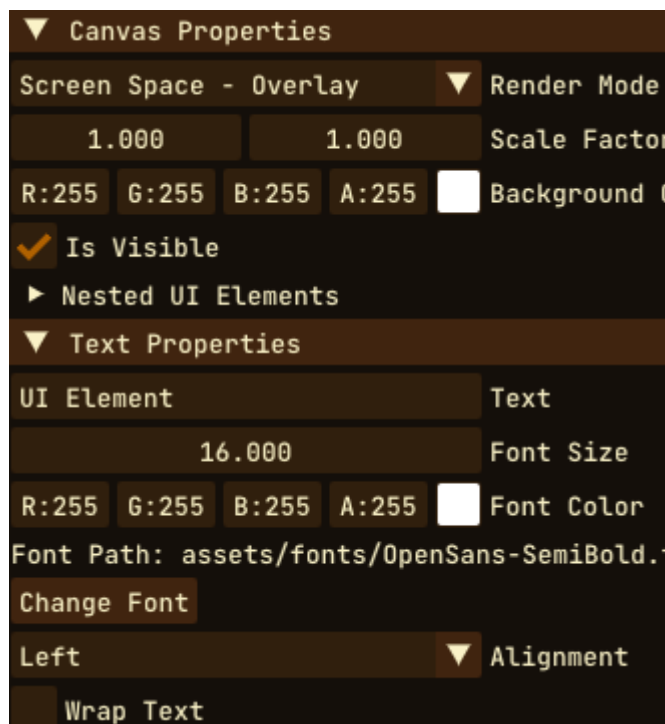 Canvas Properties
Screen Space - Overlay Render Mode
1.000 1.000 Scale Factor
R:255 G:255 B:255 A:255 Background
Is Visible
Nested UI Elements
Text Properties
UI Element Text
16.000 Font Size
R:255 G:255 B:255 A:255 Font Color
Font Path: assets/fonts/OpenSans-SemiBold.
Change Font
Left Alignment
Wrap Text